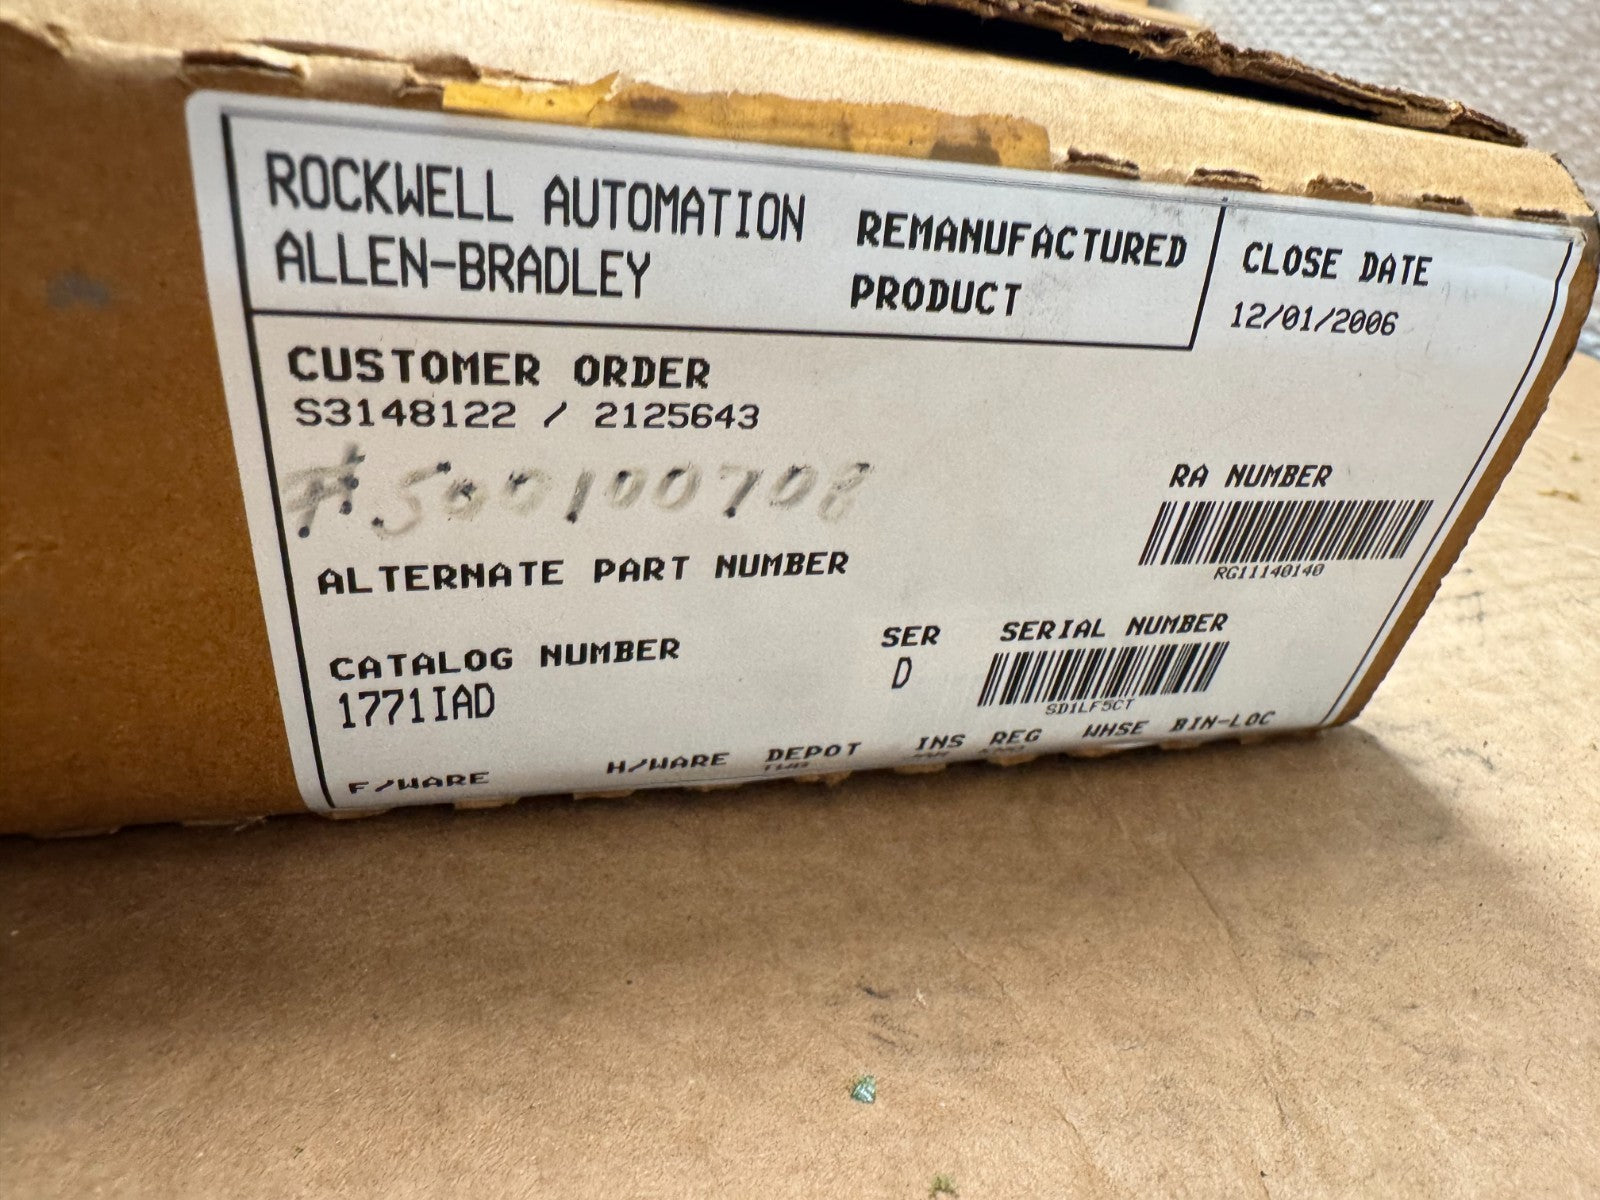 ROCKWELL AUTOMATION
ALLEN-BRADLEY
REMANUFACTURED
PRODUCT
CLOSE DATE
12/01/2006
CUSTOMER ORDER
S3148122 / 2125643
#500100708
RA NUMBER
RG11140140
ALTERNATE PART NUMBER
CATALOG NUMBER
1771IAD
SER
D
SERIAL NUMBER
SD1LF5CT
F/WARE H/WARE DEPOT INS REG WHSE BIN-LOC